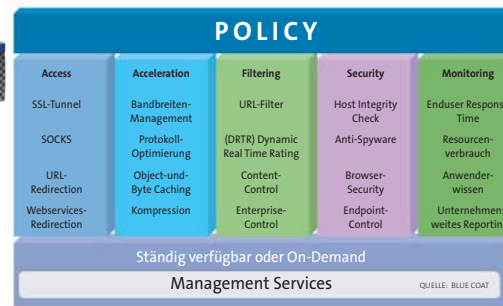 POLICY
Access
SSL-Tunnel
SOCKS
URL-
Redirection
Webservices-
Redirection
Acceleration
Bandbreiten-
Management
Protokoll-
Optimierung
Object-und-
Byte Caching
Kompression
Filtering
URL-Filter
(DRTR) Dynamic
Real Time Rating
Content-
Control
Enterprise-
Control
Security
Host Integrity
Check
Anti-Spyware
Browser-
Security
Endpoint-
Control
Monitoring
Enduser Respons
Time
Resourcen-
verbrauch
Anwender-
wissen
Unternehmens
weites Reportin
Ständig verfügbar oder On-Demand
Management Services
QUELLE: BLUE COAT